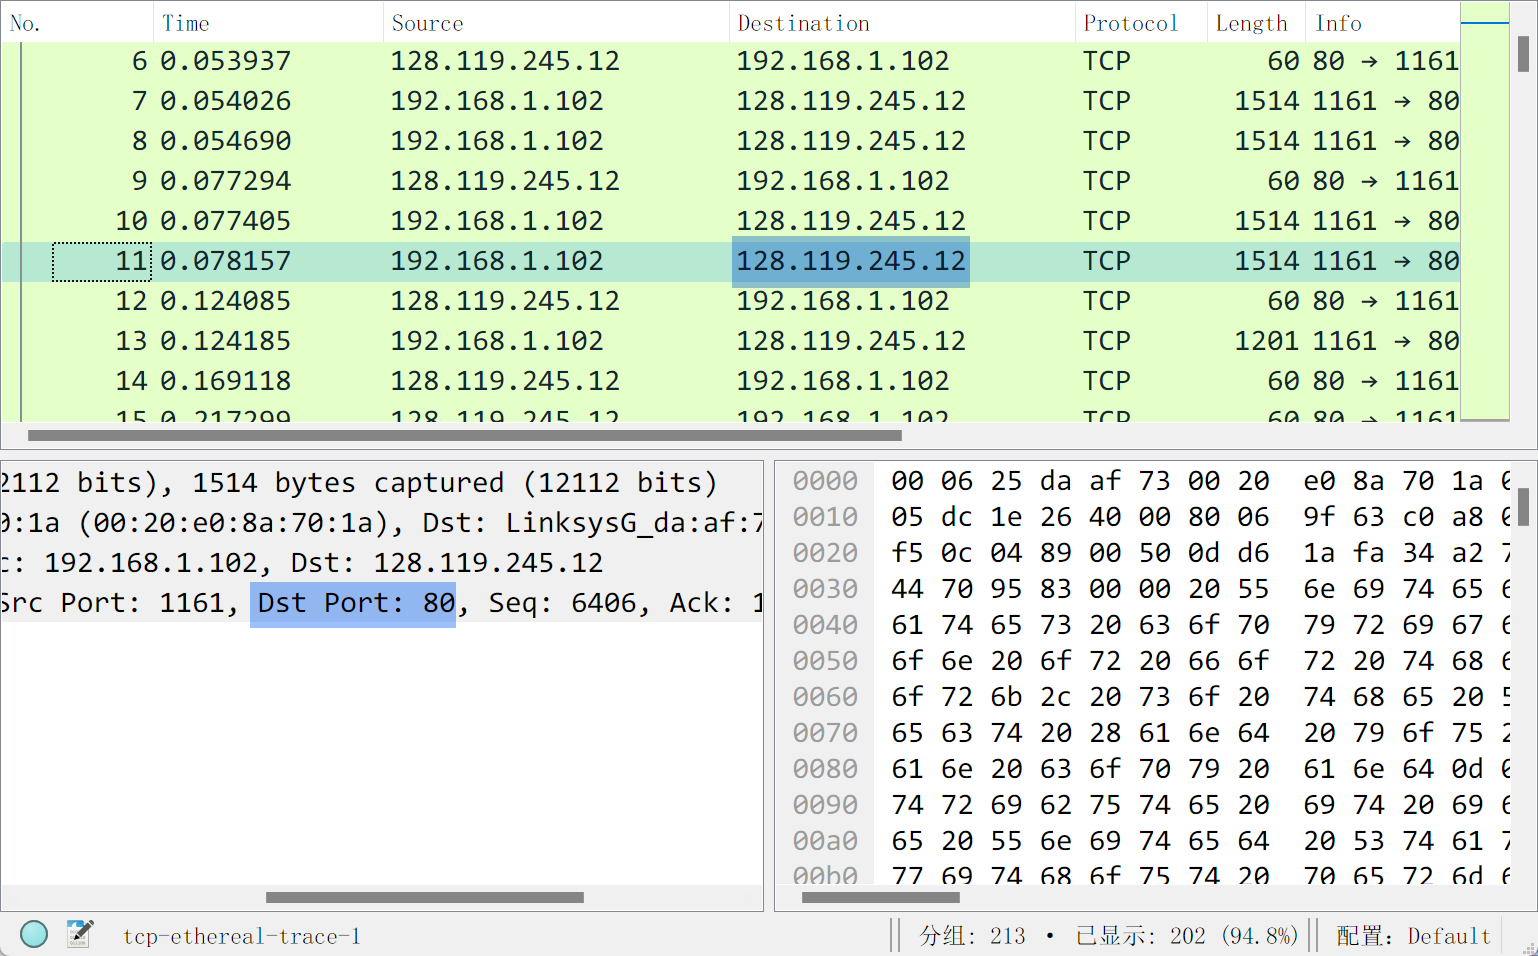 No. Time Source Destination Protocol Length Info
6 0.053937 128.119.245.12 192.168.1.102 TCP 60 80 → 1161
7 0.054026 192.168.1.102 128.119.245.12 TCP 1514 1161 → 80
8 0.054690 192.168.1.102 128.119.245.12 TCP 1514 1161 → 80
9 0.077294 128.119.245.12 192.168.1.102 TCP 60 80 → 1161
10 0.077405 192.168.1.102 128.119.245.12 TCP 1514 1161 → 80
11 0.078157 192.168.1.102 128.119.245.12 TCP 1514 1161 → 80
12 0.124085 128.119.245.12 192.168.1.102 TCP 60 80 → 1161
13 0.124185 192.168.1.102 128.119.245.12 TCP 1201 1161 → 80
14 0.169118 128.119.245.12 192.168.1.102 TCP 60 80 → 1161
15 0.217299 128.119.245.12 192.168.1.102 TCP 60 80 → 1161
2112 bits), 1514 bytes captured (12112 bits)
0:1a (00:20:e0:8a:70:1a), Dst: LinksysG_da:af:7
c: 192.168.1.102, Dst: 128.119.245.12
Src Port: 1161, Dst Port: 80, Seq: 6406, Ack: 1
0000 00 06 25 da af 73 00 20 e0 8a 70 1a 0
0010 05 dc 1e 26 40 00 80 06 9f 63 c0 a8 0
0020 f5 0c 04 89 00 50 0d d6 1a fa 34 a2 7
0030 44 70 95 83 00 00 20 55 6e 69 74 65 6
0040 61 74 65 73 20 63 6f 70 79 72 69 67 6
0050 6f 6e 20 6f 72 20 66 6f 72 20 74 68 6
0060 6f 72 6b 2c 20 73 6f 20 74 68 65 20 5
0070 65 63 74 20 28 61 6e 64 20 79 6f 75 2
0080 61 6e 20 63 6f 70 79 20 61 6e 64 0d 0
0090 74 72 69 62 75 74 65 20 69 74 20 69 6
00a0 65 20 55 6e 69 74 65 64 20 53 74 61 7
00b0 77 69 74 68 6f 75 74 20 70 65 72 6d 6
tcp-ethereal-trace-1 分组: 213 · 已显示: 202 (94.8%) 配置: Default